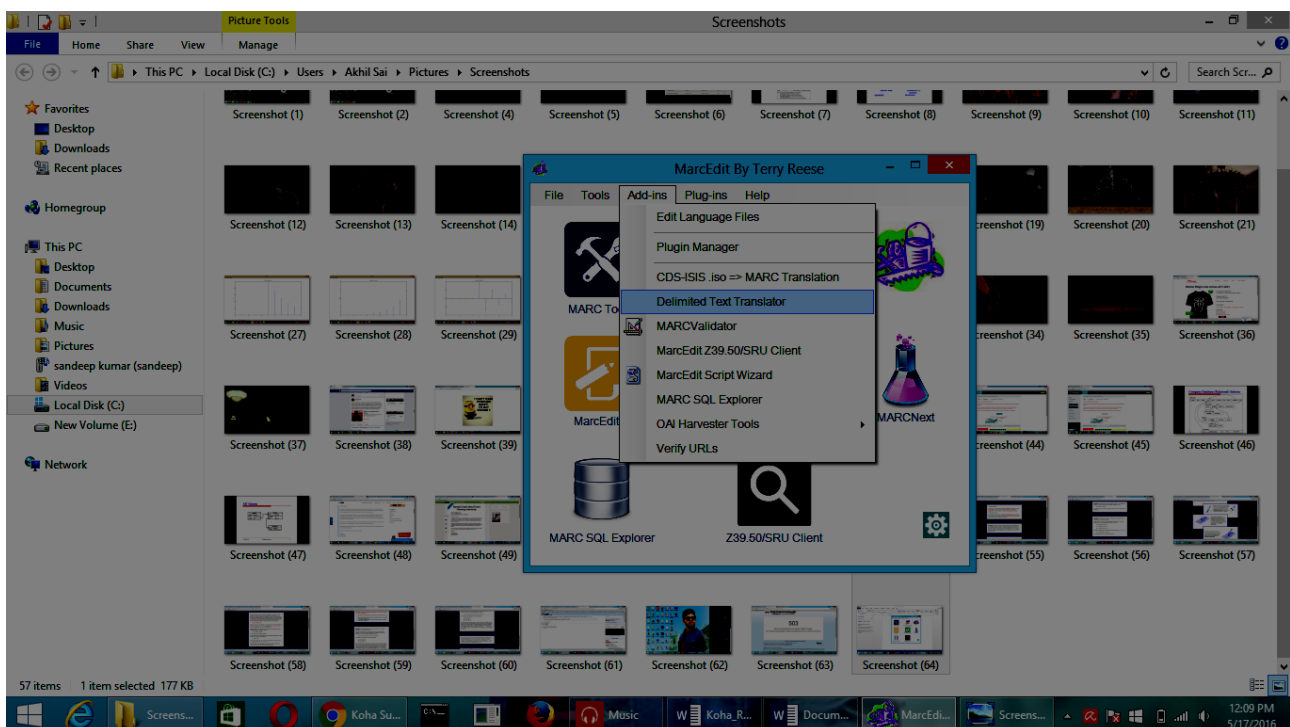 Picture Tools
Screenshots
File Home Share View Manage
This PC Local Disk (C:) Users Akhil Sai Pictures Screenshots
Search Scr...
Favorites
Desktop
Downloads
Recent places
Homegroup
This PC
Desktop
Documents
Downloads
Music
Pictures
sandeep kumar (sandeep)
Videos
Local Disk (C:)
New Volume (E:)
Network
Screenshot (1) Screenshot (2) Screenshot (4) Screenshot (5) Screenshot (6) Screenshot (7) Screenshot (8) Screenshot (9) Screenshot (10) Screenshot (11)
Screenshot (12) Screenshot (13) Screenshot (14) creenshot (19) Screenshot (20) Screenshot (21)
Screenshot (27) Screenshot (28) Screenshot (29) creenshot (34) Screenshot (35) Screenshot (36)
Screenshot (37) Screenshot (38) Screenshot (39) creenshot (44) Screenshot (45) Screenshot (46)
Screenshot (47) Screenshot (48) Screenshot (49) creenshot (55) Screenshot (56) Screenshot (57)
Screenshot (58) Screenshot (59) Screenshot (60) Screenshot (61) Screenshot (62) Screenshot (63) Screenshot (64)
MarcEdit By Terry Reese
File Tools Add-ins Plug-ins Help
Edit Language Files
Plugin Manager
CDS-ISIS .iso => MARC Translation
Delimited Text Translator
MARCValidator
MarcEdit Z39.50/SRU Client
MarcEdit Script Wizard
MARC SQL Explorer
OAI Harvester Tools
Verify URLs
MARC To
MarcEdit
MARCNext
MARC SQL Explorer
Z39.50/SRU Client
57 items 1 item selected 177 KB
Screens... Koha Su... Music Koha_R... Docum... MarcEdi... Screens...
12:09 PM
5/17/2016